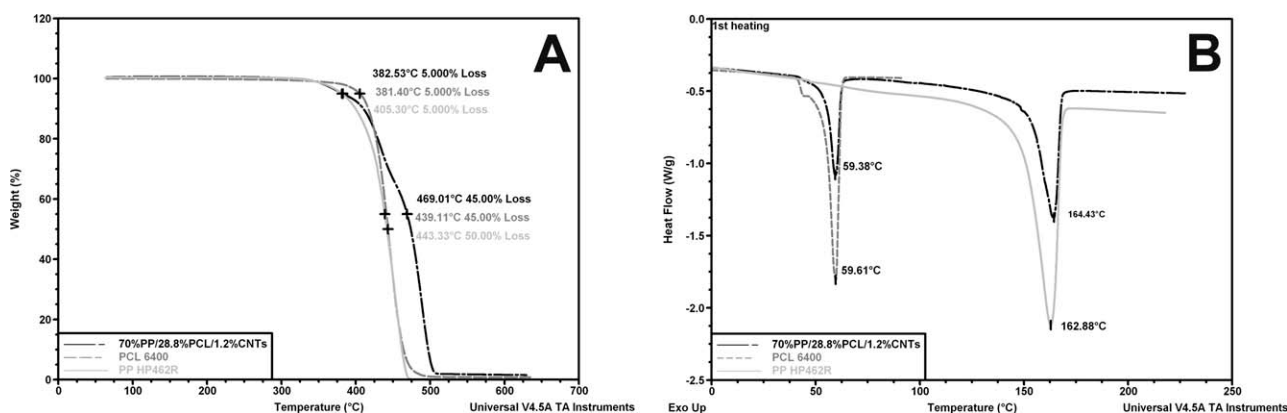 A
120
100
80
60
40
20
0
Weight (%)
382.53°C 5.000% Loss
381.40°C 5.000% Loss
405.30°C 5.000% Loss
469.01°C 45.00% Loss
439.11°C 45.00% Loss
443.33°C 50.00% Loss
70%PP/28.8%PCL/1.2%CNTs
PCL 6400
PP HP462R
0
100
200
300
400
500
600
700
Temperature (°C)
Universal V4.5A TA Instruments
B
1st heating
0.0
-0.5
-1.0
-1.5
-2.0
-2.5
Heat Flow (W/g)
59.38°C
59.61°C
164.43°C
162.88°C
70%PP/28.8%PCL/1.2%CNTs
PCL 6400
PP HP462R
0
50
100
150
200
250
Exo Up
Temperature (°C)
Universal V4.5A TA Instruments